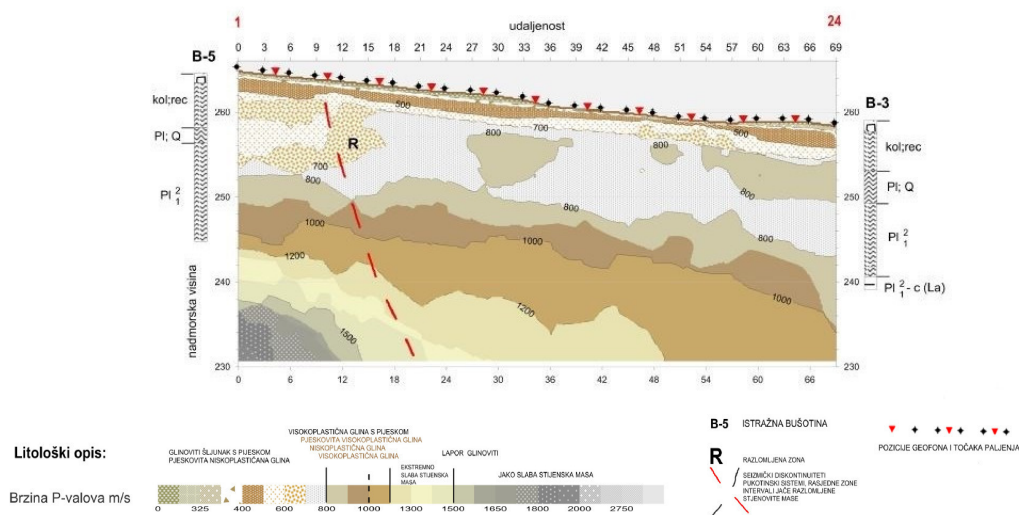 1 24
udaljenost
0 3 6 9 12 15 18 21 24 27 30 33 36 39 42 45 48 51 54 57 60 63 66 69
B-5
B-3
kol;rec
Pl; Q
Pl 2 1
260
250
240
230
nadmorska visina
500
700
800
700
800
500
R
700
800
800
800
800
1000
1000
1000
1200
1200
1500
260
250
240
230
kol;rec
Pl; Q
Pl 2 1
Pl 2 1 - c (La)
0 6 12 18 24 30 36 42 48 54 60 66
Litološki opis:
GLINOVITI ŠLJUNAK S PIJESKOM
PJESKOVITA NISKOPLASTIČANA GLINA
VISOKOPLASTIČNA GLINA S PIJESKOM
PJESKOVITA VISOKOPLASTIČNA GLINA
NISKOPLASTIČNA GLINA
VISOKOPLASTIČNA GLINA
LAPOR GLINOVITI
EKSTREMNO
SLABA STIJENSKA
MASA
JAKO SLABA STIJENSKA MASA
Brzina P-valova m/s
0 325 400 600 800 1000 1300 1500 1650 2000 2750
B-5 ISTRAŽNA BUŠOTINA
R RAZLOMLJENA ZONA
SEIZMIČKI DISKONTINUITETI
PUKOTINSKI SISTEMI, RASJEDNE ZONE
INTERVALI JAČE RAZLOMLJENE
STJENOVITE MASE
POZICIJE GEOFONA I TOČAKA PALJENJA